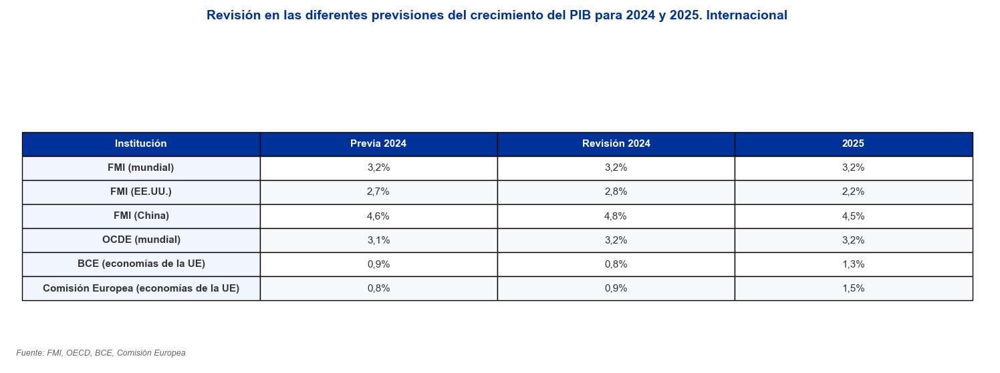 Revisión en las diferentes previsiones del crecimiento del PIB para 2024 y 2025. Internacional
Institución Previa 2024 Revisión 2024 2025
FMI (mundial) 3,2% 3,2% 3,2%
FMI (EE.UU.) 2,7% 2,8% 2,2%
FMI (China) 4,6% 4,8% 4,5%
OCDE (mundial) 3,1% 3,2% 3,2%
BCE (economías de la UE) 0,9% 0,8% 1,3%
Comisión Europea (economías de la UE) 0,8% 0,9% 1,5%
Fuente: FMI, OECD, BCE, Comisión Europea